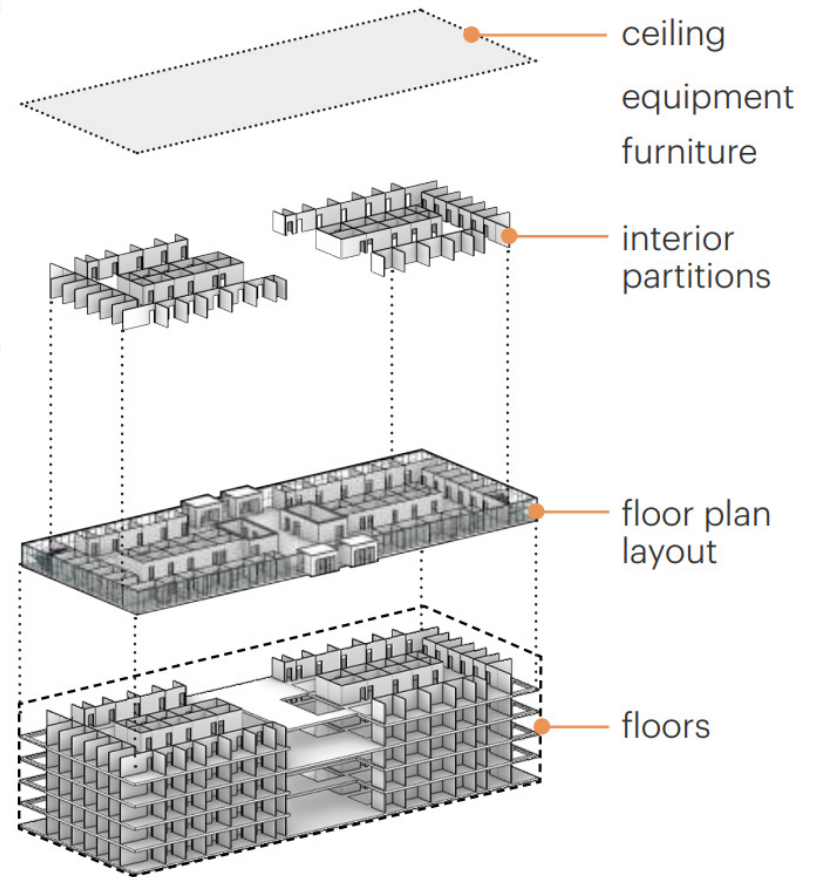 ceiling
equipment
furniture
interior
partitions
floor plan
layout
floors